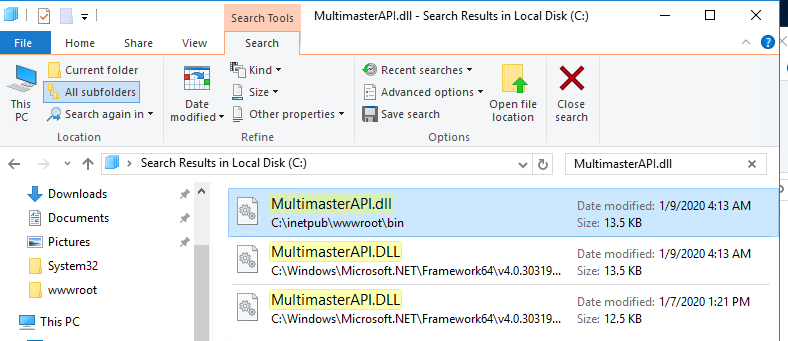 Search Tools
MultimasterAPI.dll - Search Results in Local Disk (C:)
File
Home
Share
View
Search
This PC
Current folder
All subfolders
Search again in
Location
Date modified
Kind
Size
Other properties
Refine
Recent searches
Advanced options
Save search
Open file location
Options
Close search
Search Results in Local Disk (C:)
MultimasterAPI.dll
Downloads
Documents
Pictures
System32
wwwroot
This PC
MultimasterAPI.dll
Date modified: 1/9/2020 4:13 AM
C:\inetpub\wwwroot\bin
Size: 13.5 KB
MultimasterAPI.DLL
Date modified: 1/9/2020 4:13 AM
C:\Windows\Microsoft.NET\Framework64\v4.0.30319...
Size: 13.5 KB
MultimasterAPI.DLL
Date modified: 1/7/2020 1:21 PM
C:\Windows\Microsoft.NET\Framework64\v4.0.30319...
Size: 12.5 KB